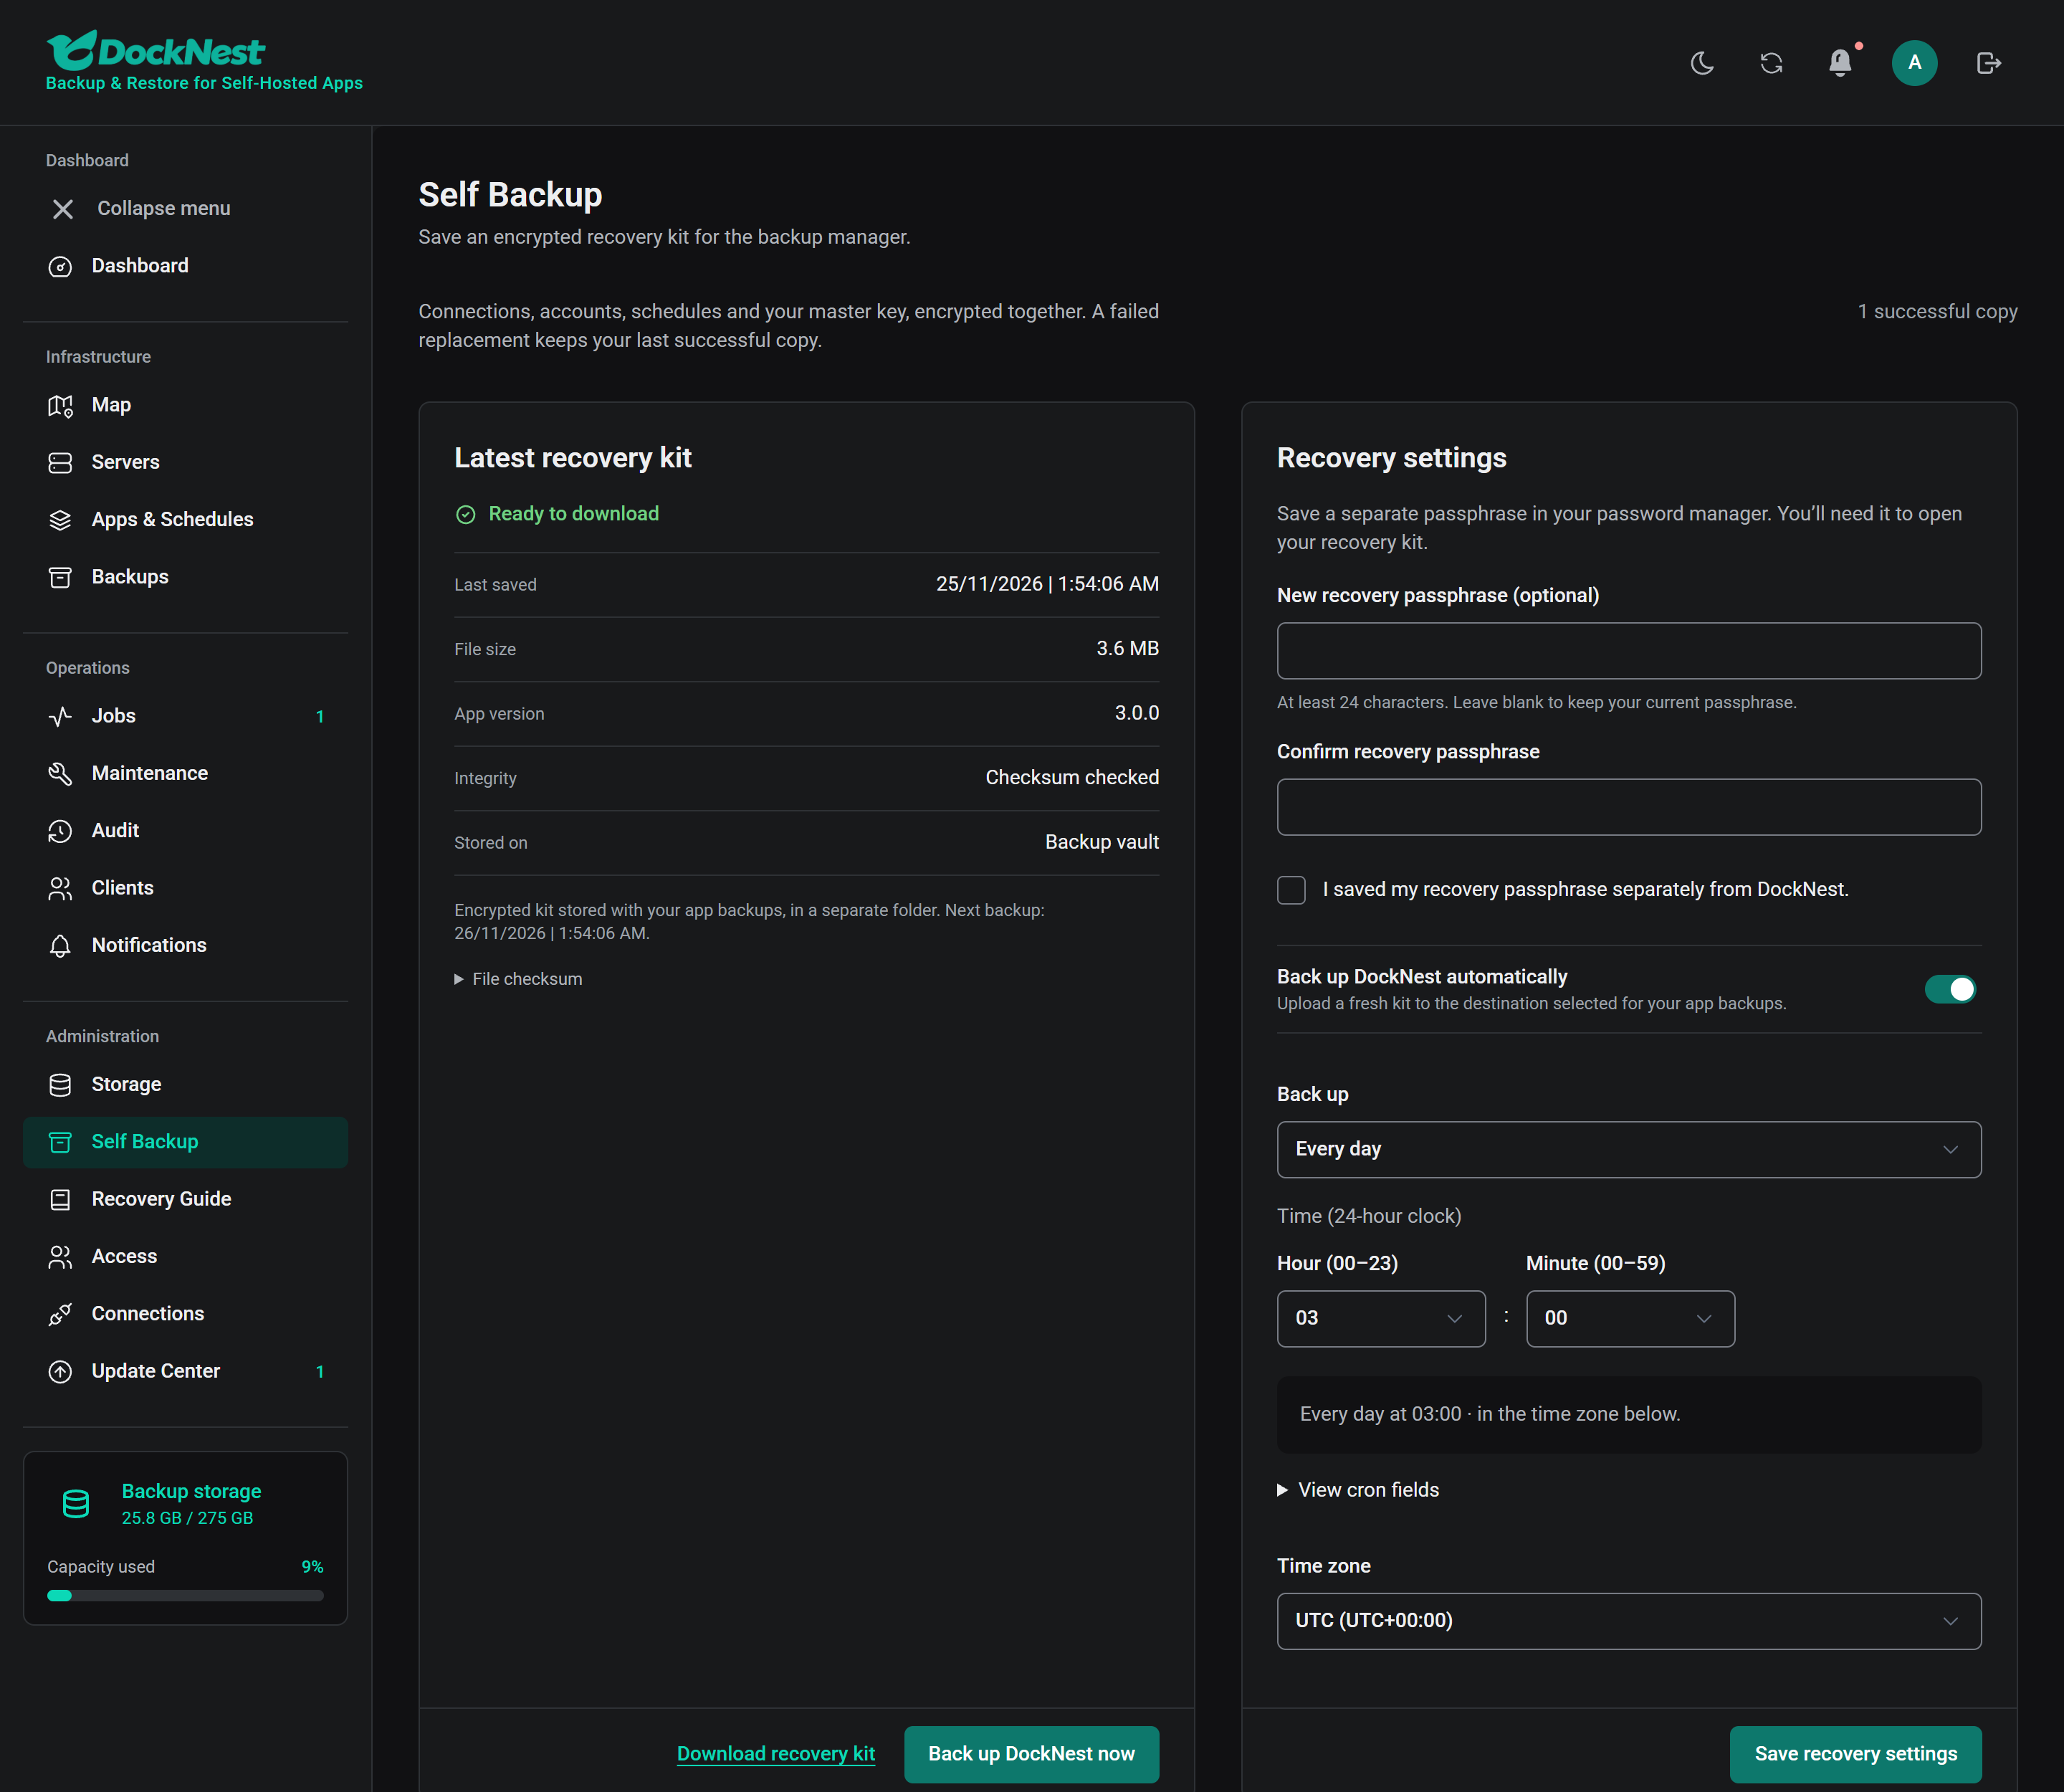 DockNest
Backup & Restore for Self-Hosted Apps
A
Dashboard
Collapse menu
Dashboard
Infrastructure
Map
Servers
Apps & Schedules
Backups
Operations
Jobs 1
Maintenance
Audit
Clients
Notifications
Administration
Storage
Self Backup
Recovery Guide
Access
Connections
Update Center 1
Backup storage
25.8 GB / 275 GB
Capacity used 9%
Self Backup
Save an encrypted recovery kit for the backup manager.
Connections, accounts, schedules and your master key, encrypted together. A failed
replacement keeps your last successful copy.
1 successful copy
Latest recovery kit
Ready to download
Last saved 25/11/2026 | 1:54:06 AM
File size 3.6 MB
App version 3.0.0
Integrity Checksum checked
Stored on Backup vault
Encrypted kit stored with your app backups, in a separate folder. Next backup:
26/11/2026 | 1:54:06 AM.
File checksum
Download recovery kit
Back up DockNest now
Recovery settings
Save a separate passphrase in your password manager. You’ll need it to open
your recovery kit.
New recovery passphrase (optional)
At least 24 characters. Leave blank to keep your current passphrase.
Confirm recovery passphrase
I saved my recovery passphrase separately from DockNest.
Back up DockNest automatically
Upload a fresh kit to the destination selected for your app backups.
Back up
Every day
Time (24-hour clock)
Hour (00–23) Minute (00–59)
03 : 00
Every day at 03:00 · in the time zone below.
View cron fields
Time zone
UTC (UTC+00:00)
Save recovery settings